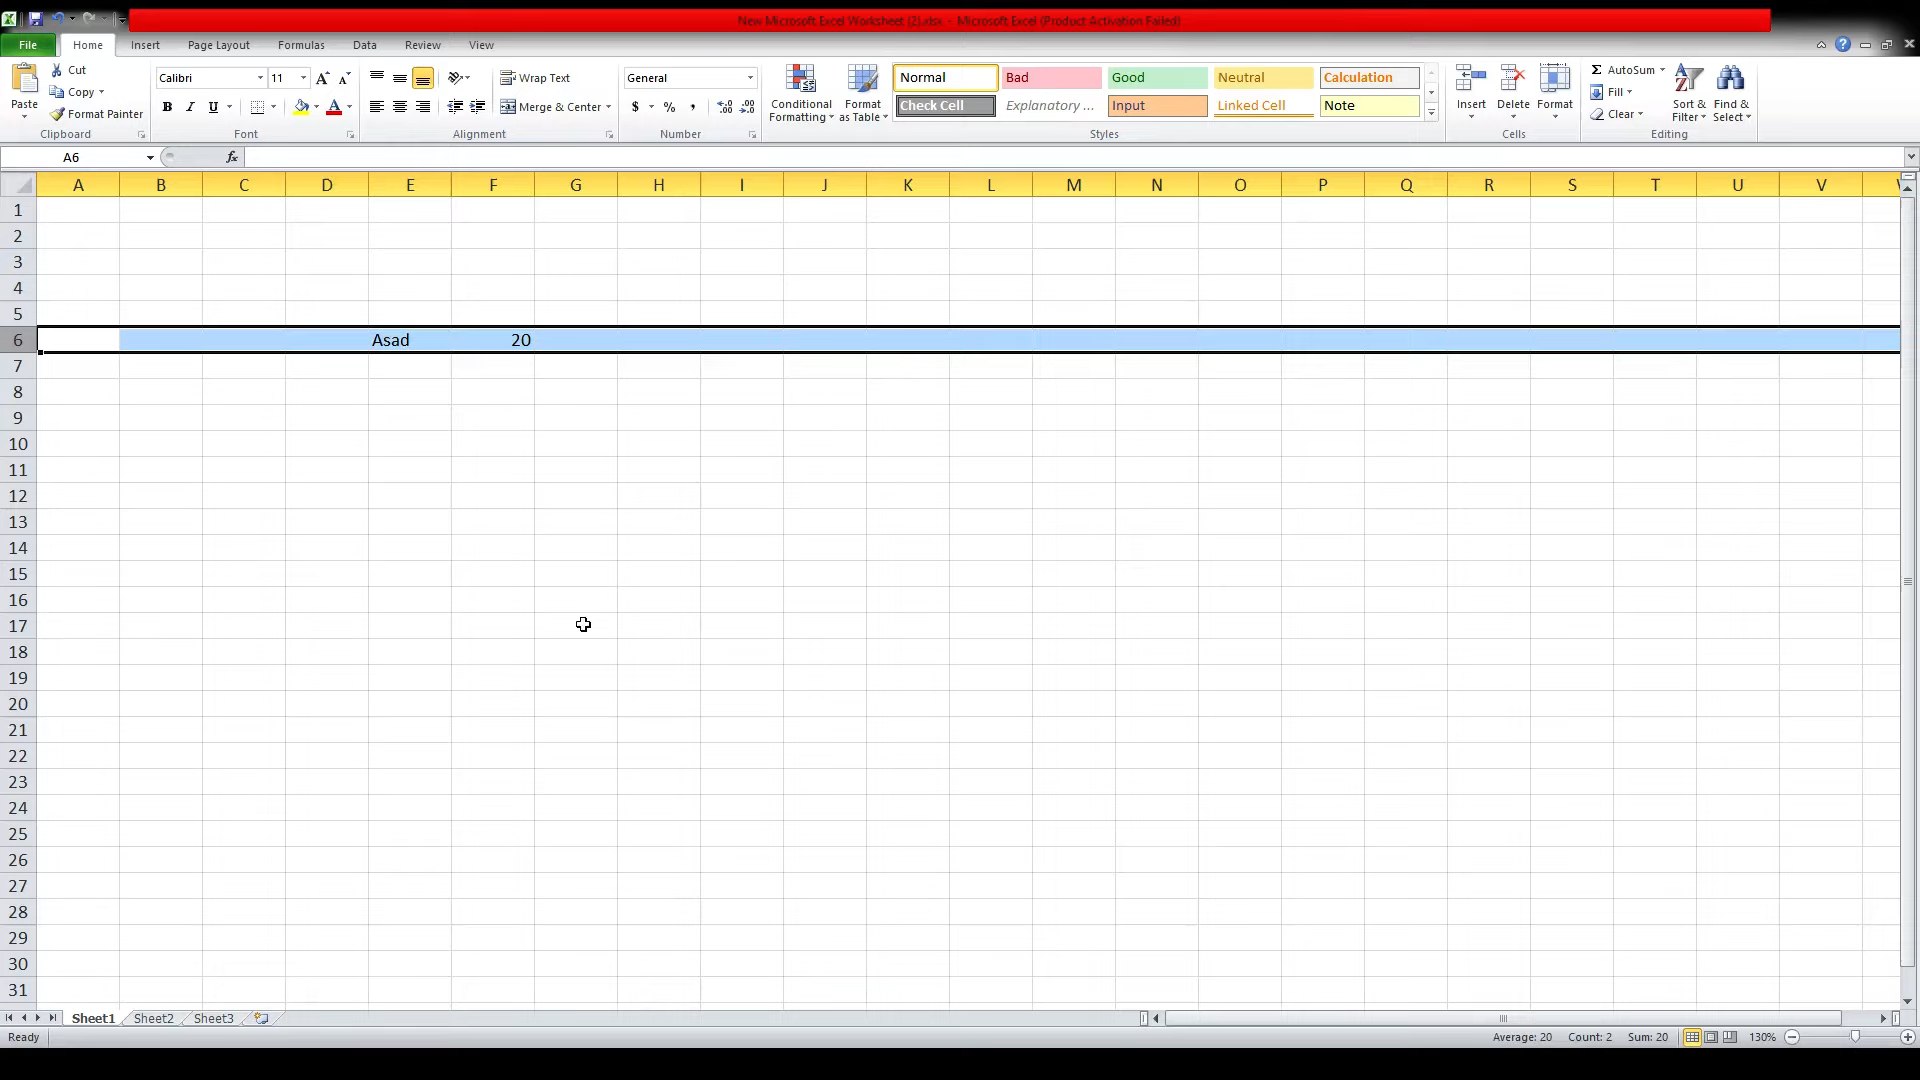 New Microsoft Excel Worksheet (2).xlsx - Microsoft Excel (Product Activation Failed)
File Home Insert Page Layout Formulas Data Review View
Cut Calibri 11 Wrap Text General Normal Bad Good Neutral Calculation AutoSum
Copy Fill
Paste Format Painter Merge & Center $ % , Conditional Formatting Format as Table Check Cell Explanatory ... Input Linked Cell Note Insert Delete Format Clear Sort & Filter Find & Select
B I U A
Clipboard Font Alignment Number Styles Cells Editing
A6 fx
A B C D E F G H I J K L M N O P Q R S T U V
1
2
3
4
5
6 Asad 20
7
8
9
10
11
12
13
14
15
16
17
18
19
20
21
22
23
24
25
26
27
28
29
30
31
Sheet1 Sheet2 Sheet3
Ready Average: 20 Count: 2 Sum: 20 130%